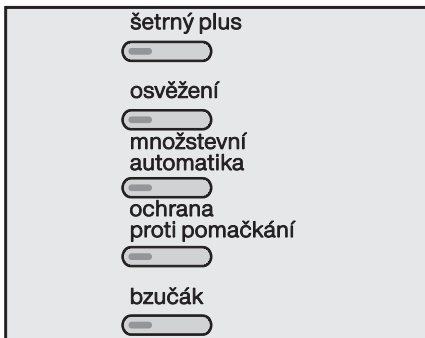 šetrný plus
osvěžení
množstevní
automatika
ochrana
proti pomačkání
bzučák